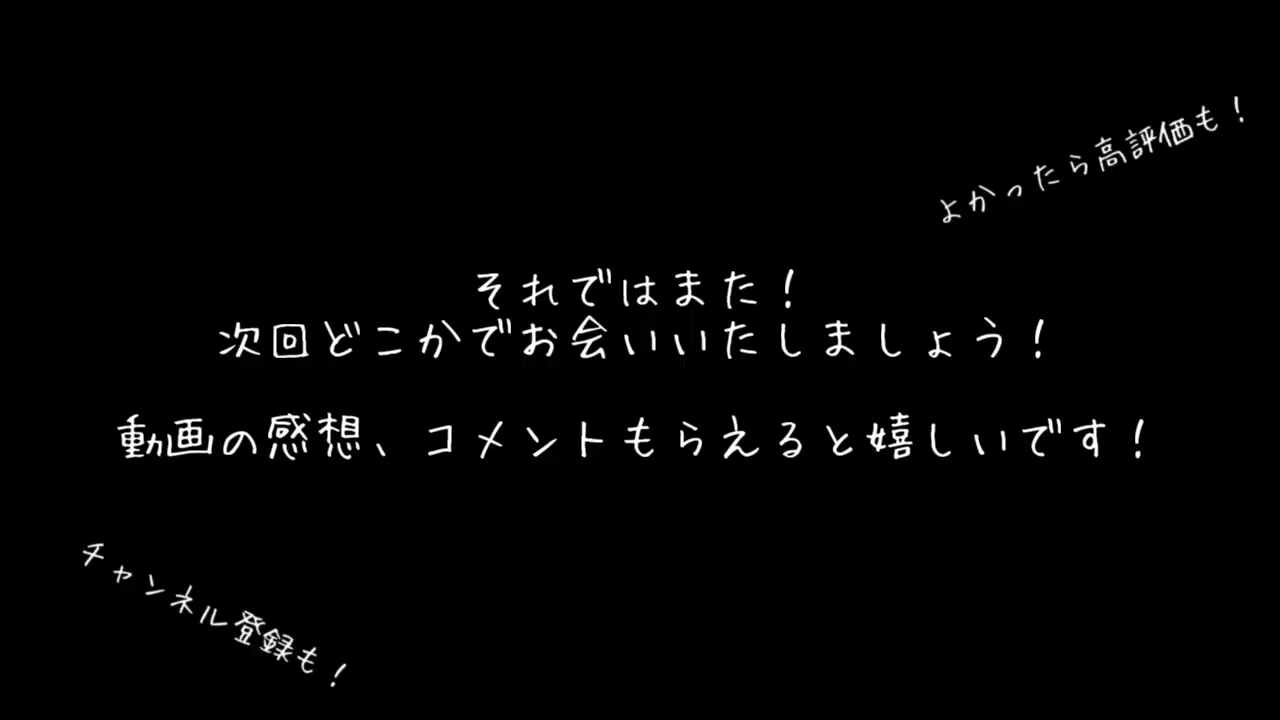 よかったら高評価も！
それではまた！
次回どこかでお会いいたしましょう！
動画の感想、コメントもらえると嬉しいです！
チャンネル登録も！